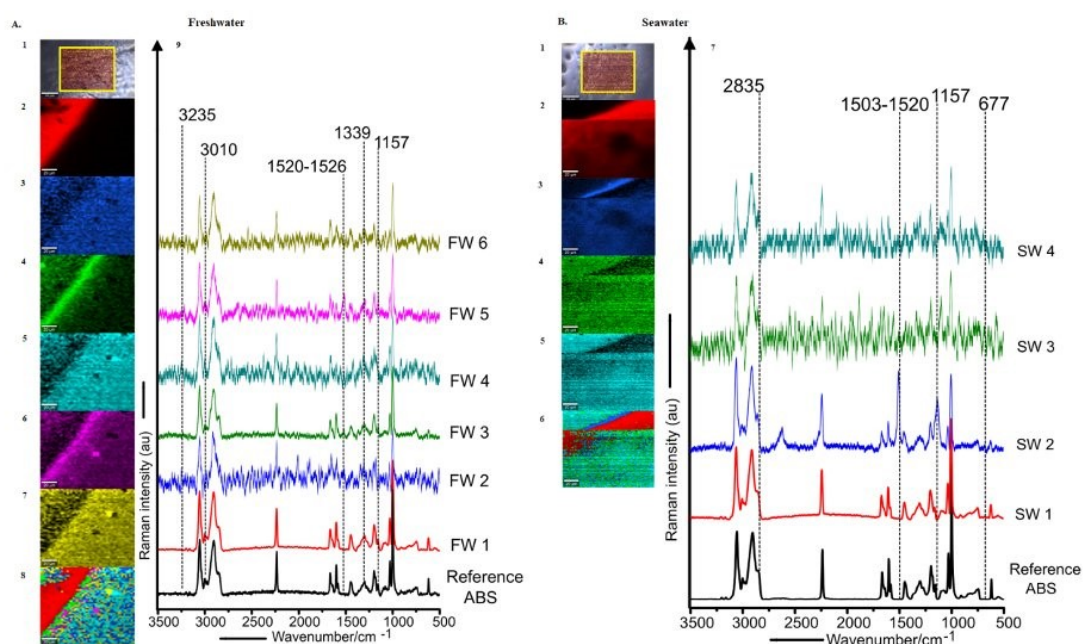 A.
Freshwater
1
2
3
4
5
6
7
8
9
3235
3010
1520-1526
1339
1157
FW 6
FW 5
FW 4
FW 3
FW 2
FW 1
Reference
ABS
Raman intensity (au)
3500 3000 2500 2000 1500 1000 500
Wavenumber/cm⁻¹
B.
Seawater
1
2
3
4
5
6
7
2835
1503-1520
1157
677
SW 4
SW 3
SW 2
SW 1
Reference
ABS
Raman intensity (au)
3500 3000 2500 2000 1500 1000 500
Wavenumber/cm⁻¹